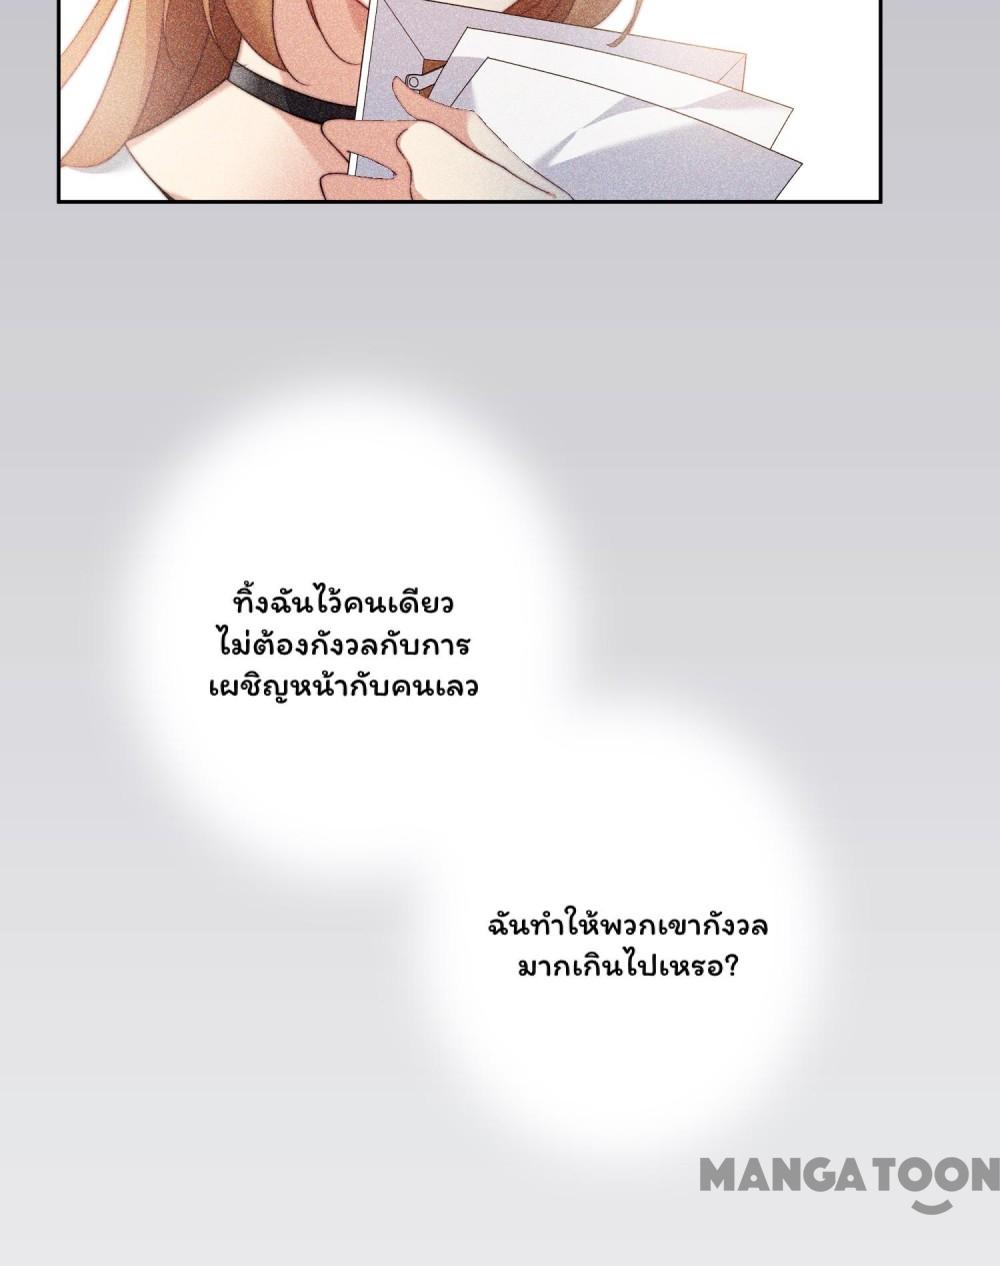 ทิ้งฉันไว้คนเดียว
ไม่ต้องกังวลกับการ
เผชิญหน้ากับคนเลว
ฉันทำให้พวกเขากังวล
มากเกินไปเหรอ?
MANGATOON